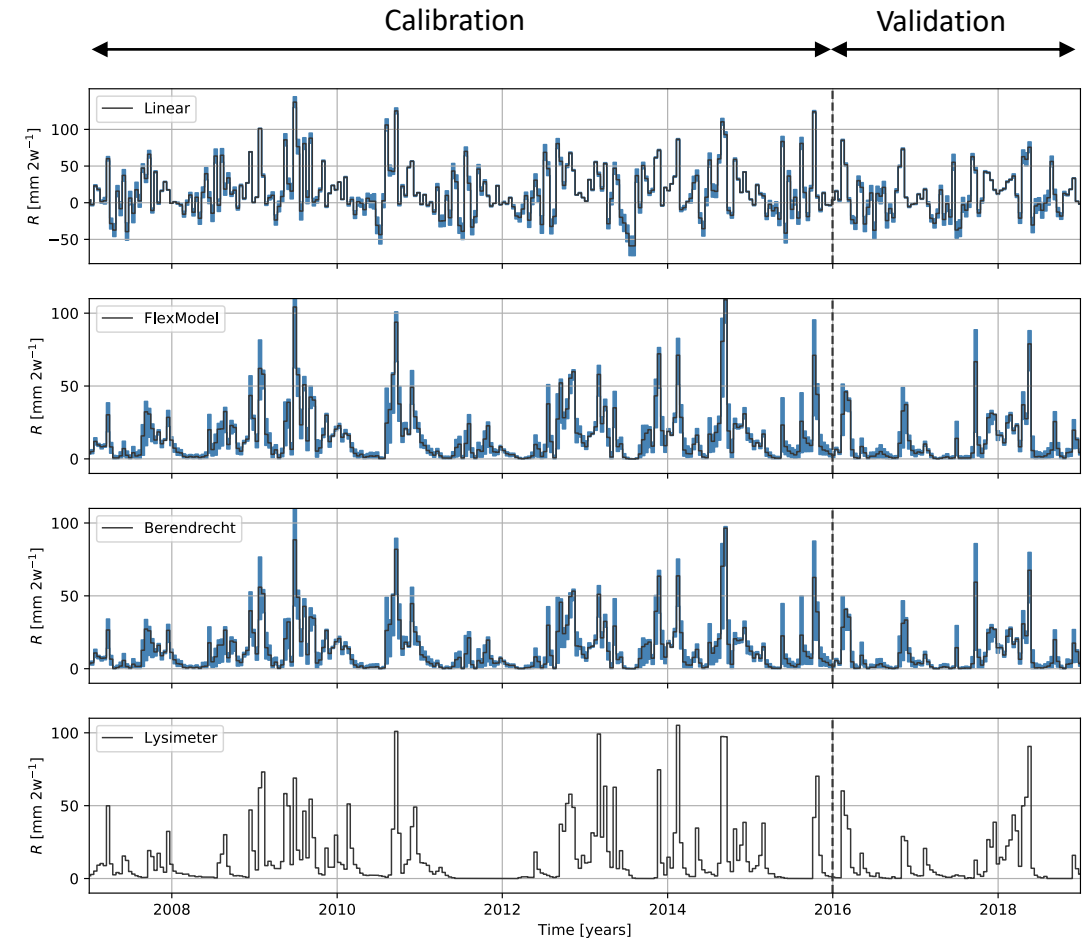 Calibration Validation
Linear
100
50
0
−50
R [mm 2w⁻¹]
FlexModel
100
50
0
R [mm 2w⁻¹]
Berendrecht
100
50
0
R [mm 2w⁻¹]
Lysimeter
100
50
0
R [mm 2w⁻¹]
2008 2010 2012 2014 2016 2018
Time [years]